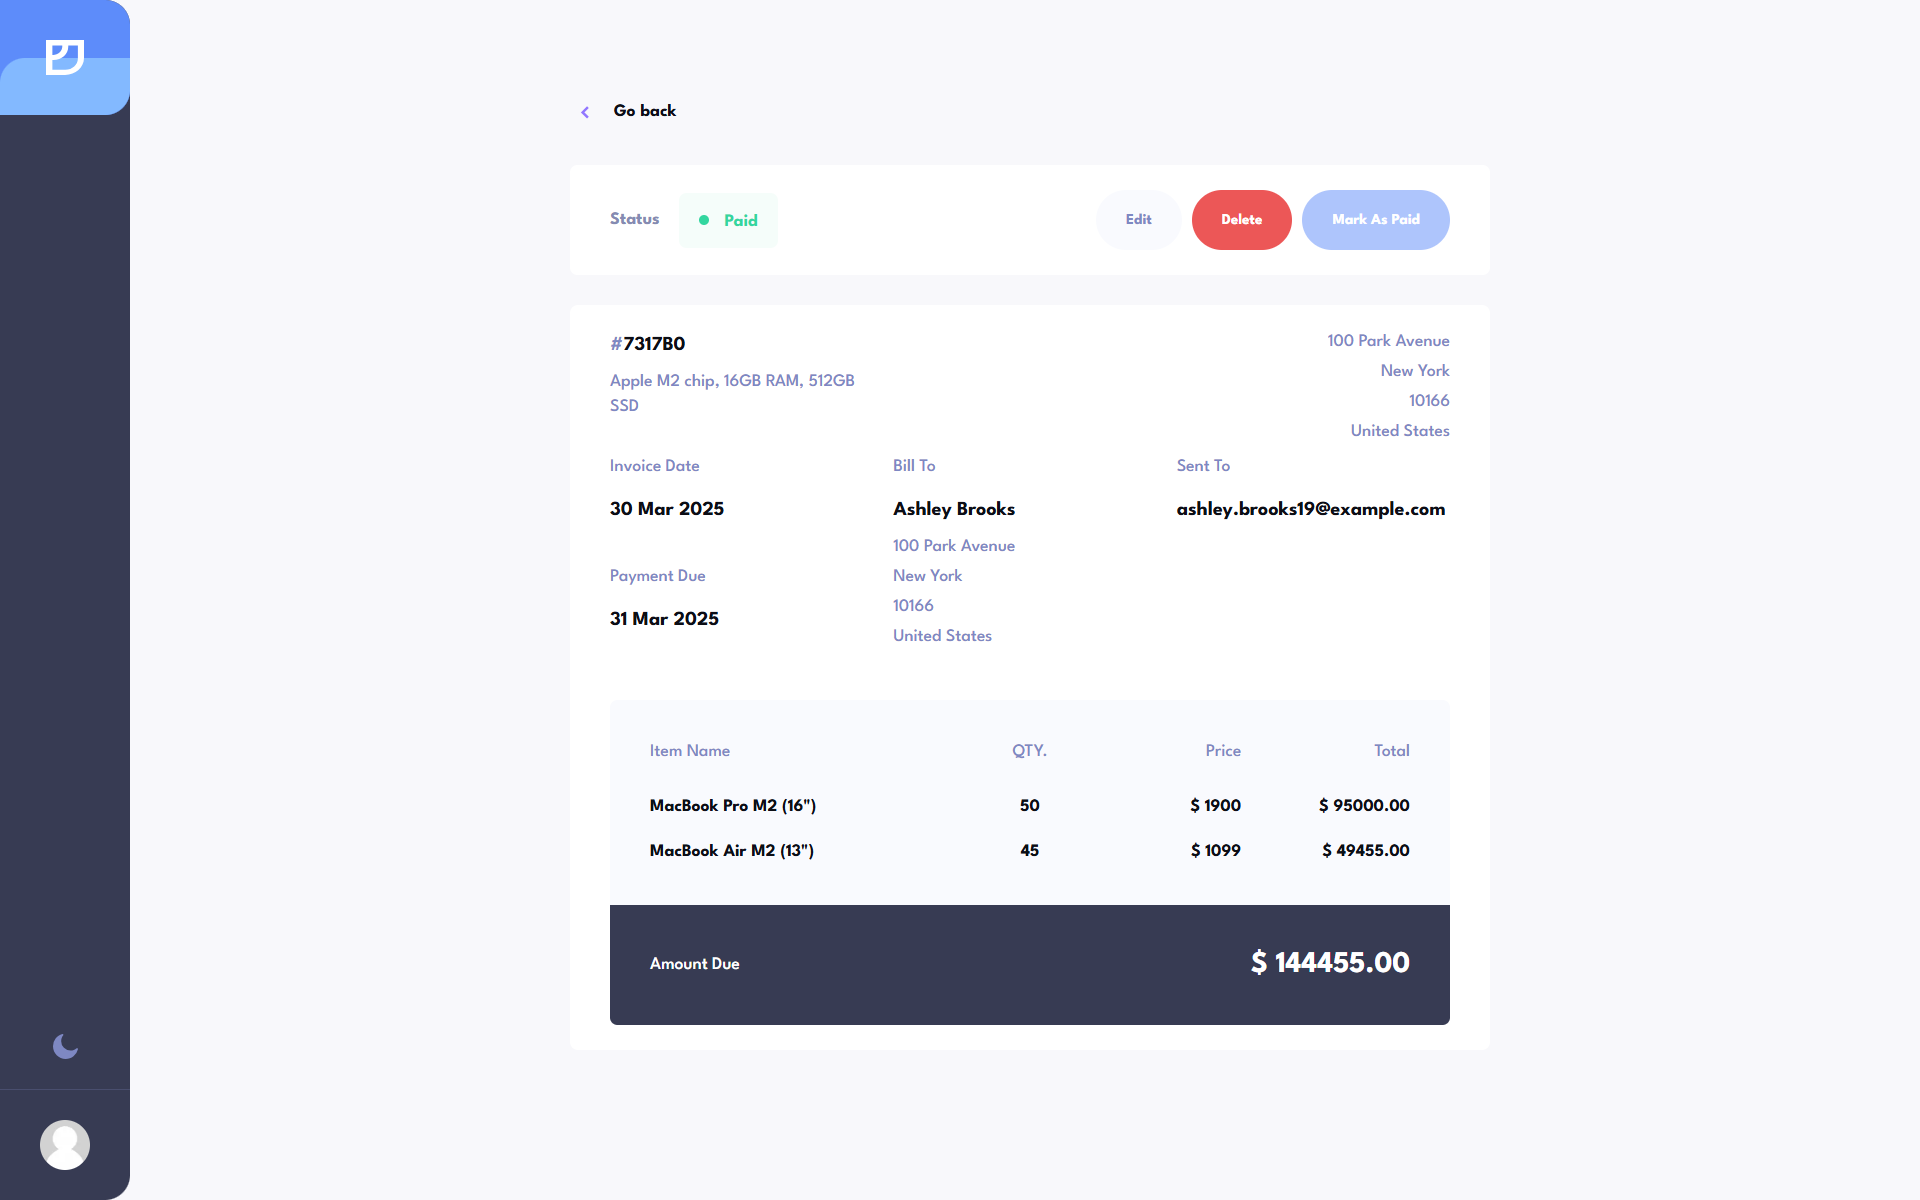 Go back
Status
Paid
Edit
Delete
Mark As Paid
#7317B0
Apple M2 chip, 16GB RAM, 512GB
SSD
100 Park Avenue
New York
10166
United States
Invoice Date
30 Mar 2025
Payment Due
31 Mar 2025
Bill To
Ashley Brooks
100 Park Avenue
New York
10166
United States
Sent To
ashley.brooks19@example.com
Item Name QTY. Price Total
MacBook Pro M2 (16") 50 $ 1900 $ 95000.00
MacBook Air M2 (13") 45 $ 1099 $ 49455.00
Amount Due $ 144455.00